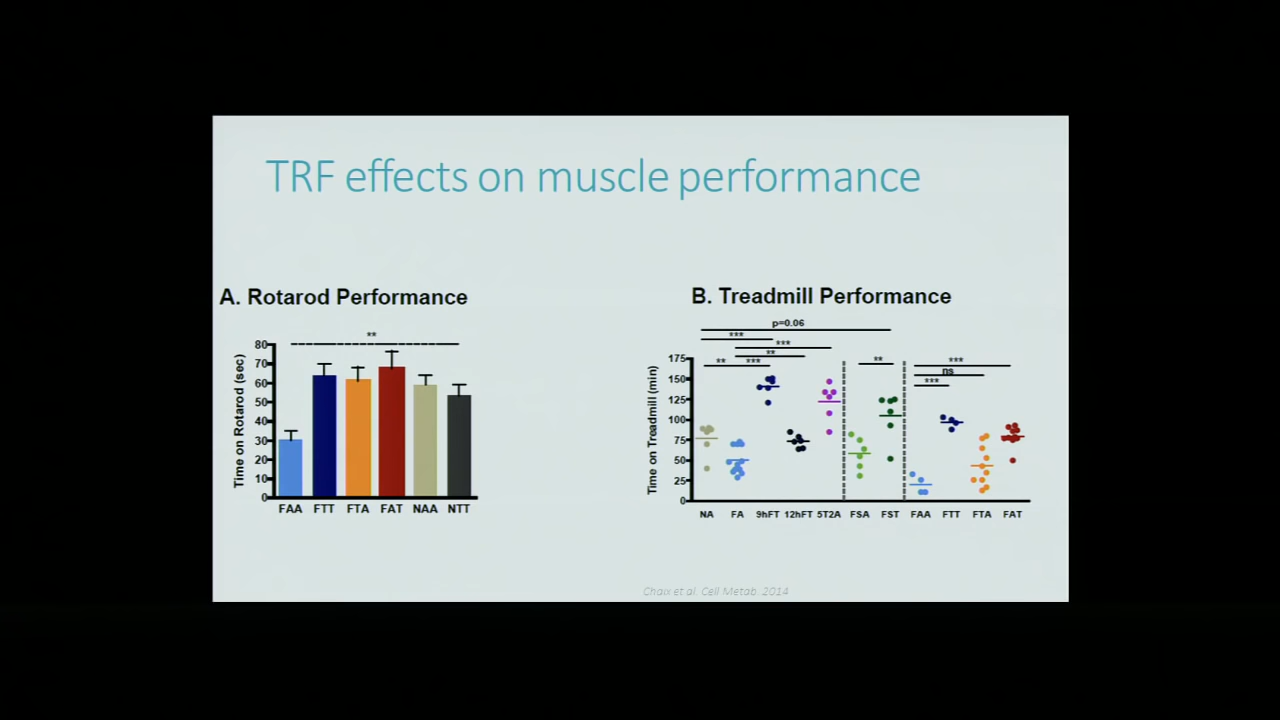 TRF effects on muscle performance
A. Rotarod Performance
**
80
70
60
50
40
30
20
10
0
Time on Rotarod (sec)
FAA FTT FTA FAT NAA NTT
B. Treadmill Performance
p=0.06
***
***
**
** *** ** ***
ns
***
175
150
125
100
75
50
25
0
Time on Treadmill (min)
NA FA 9hFT 12hFT 5T2A FSA FST FAA FTT FTA FAT
Chaix et al. Cell Metab. 2014